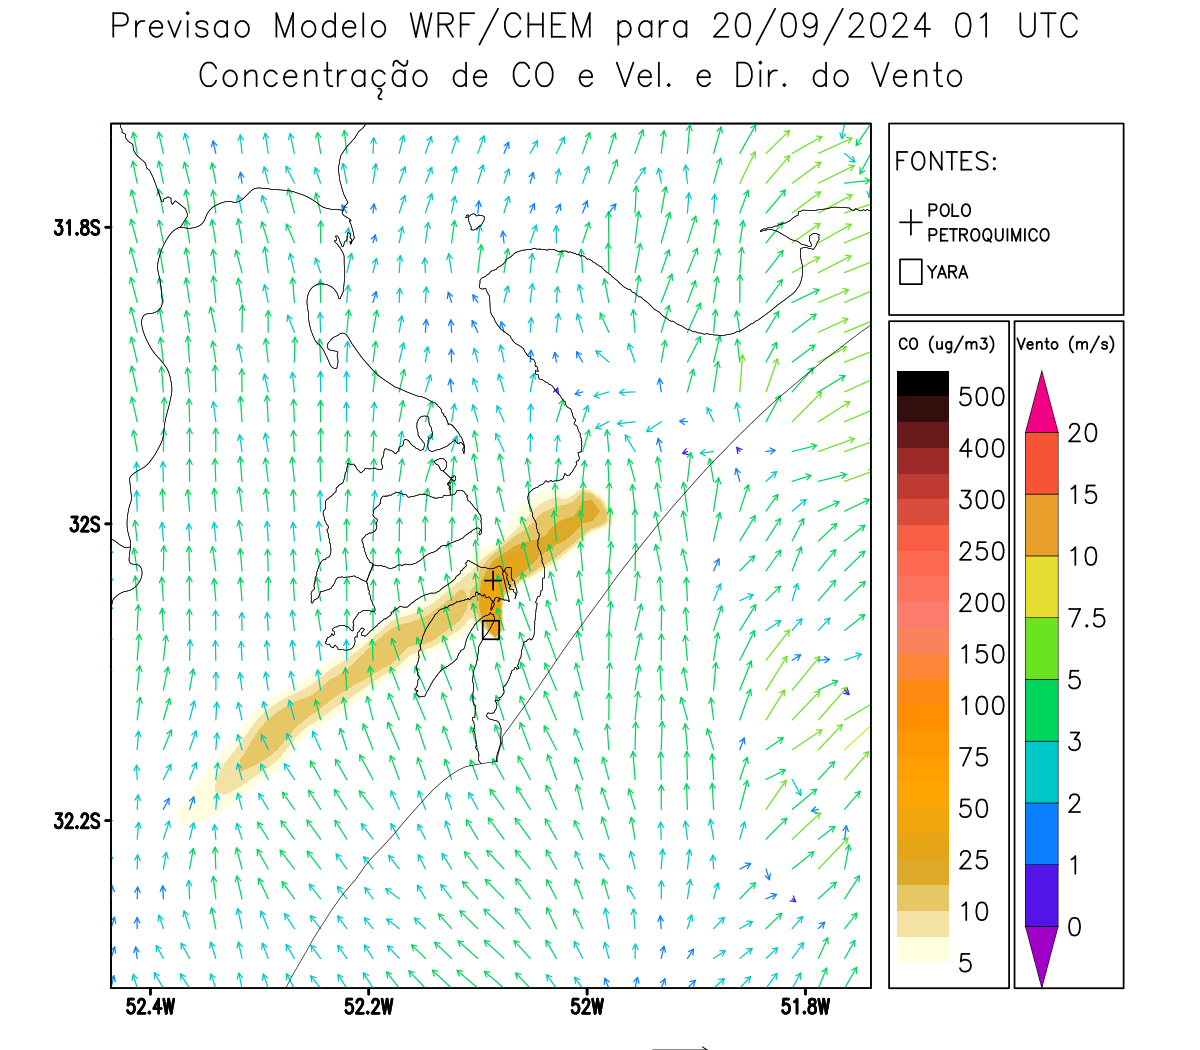 Previsao Modelo WRF/CHEM para 20/09/2024 01 UTC
Concentração de CO e Vel. e Dir. do Vento
FONTES:
POLO
PETROQUIMICO
YARA
31.8S
32S
32.2S
52.4W
52.2W
52W
51.8W
CO (ug/m3)
500
400
300
250
200
150
100
75
50
25
10
5
Vento (m/s)
20
15
10
7.5
5
3
2
1
0